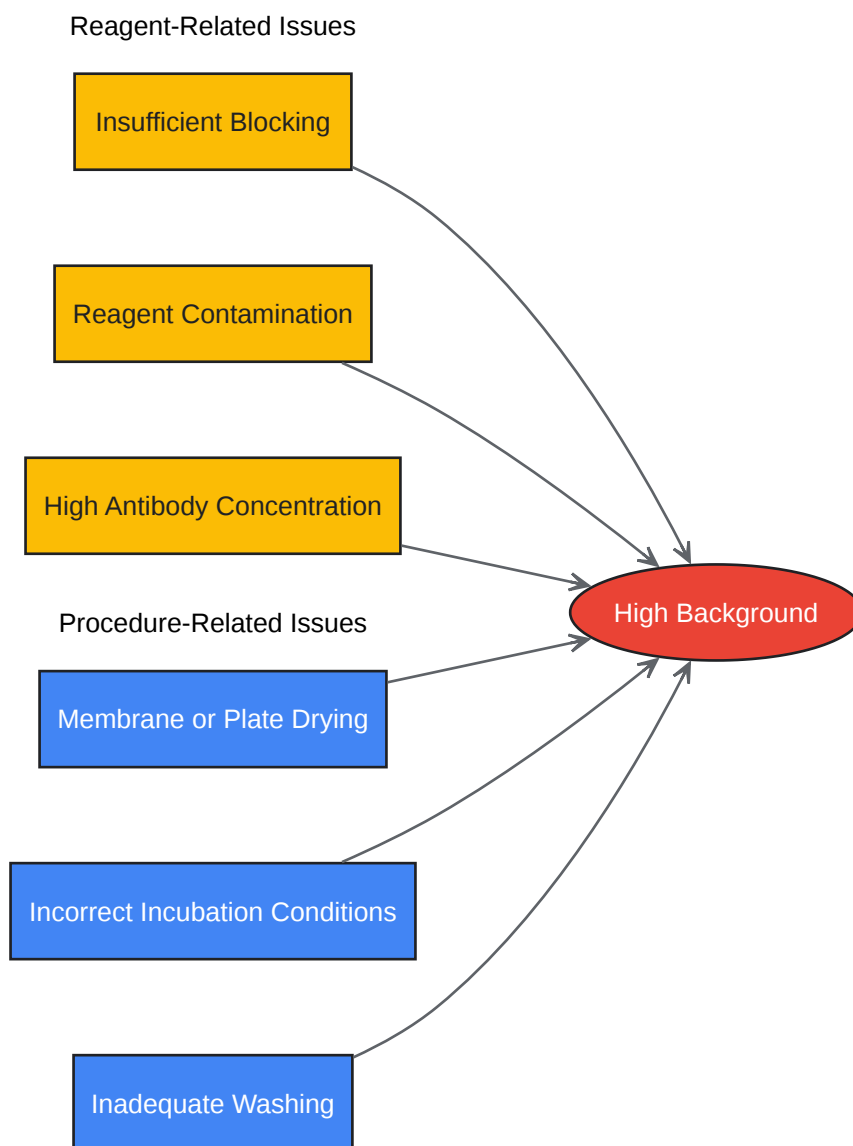 Reagent-Related Issues
Insufficient Blocking
Reagent Contamination
High Antibody Concentration
High Background
Procedure-Related Issues
Membrane or Plate Drying
Incorrect Incubation Conditions
Inadequate Washing